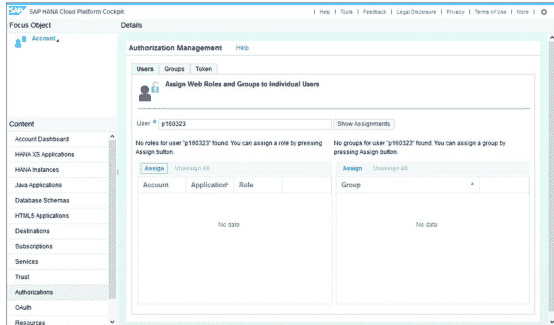 SAP SAP HANA Cloud Platform Cockpit
| Help | Tools | Feedback | Legal Disclosure | Privacy | Terms of Use | More |
Focus Object
Details
Account
Authorization Management Help
Users Groups Token
Assign Web Roles and Groups to Individual Users
User * p160323 Show Assignments
No roles for user "p160323" found. You can assign a role by pressing
Assign button.
No groups for user "p160323" found. You can assign a group by
pressing Assign button.
Assign Unassign All
Assign Unassign All
Account Application Role
Group
No data
No data
Content
Account Dashboard
HANA XS Applications
HANA Instances
Java Applications
Database Schemas
HTML5 Applications
Destinations
Subscriptions
Services
Trust
Authorizations
OAuth
Resources